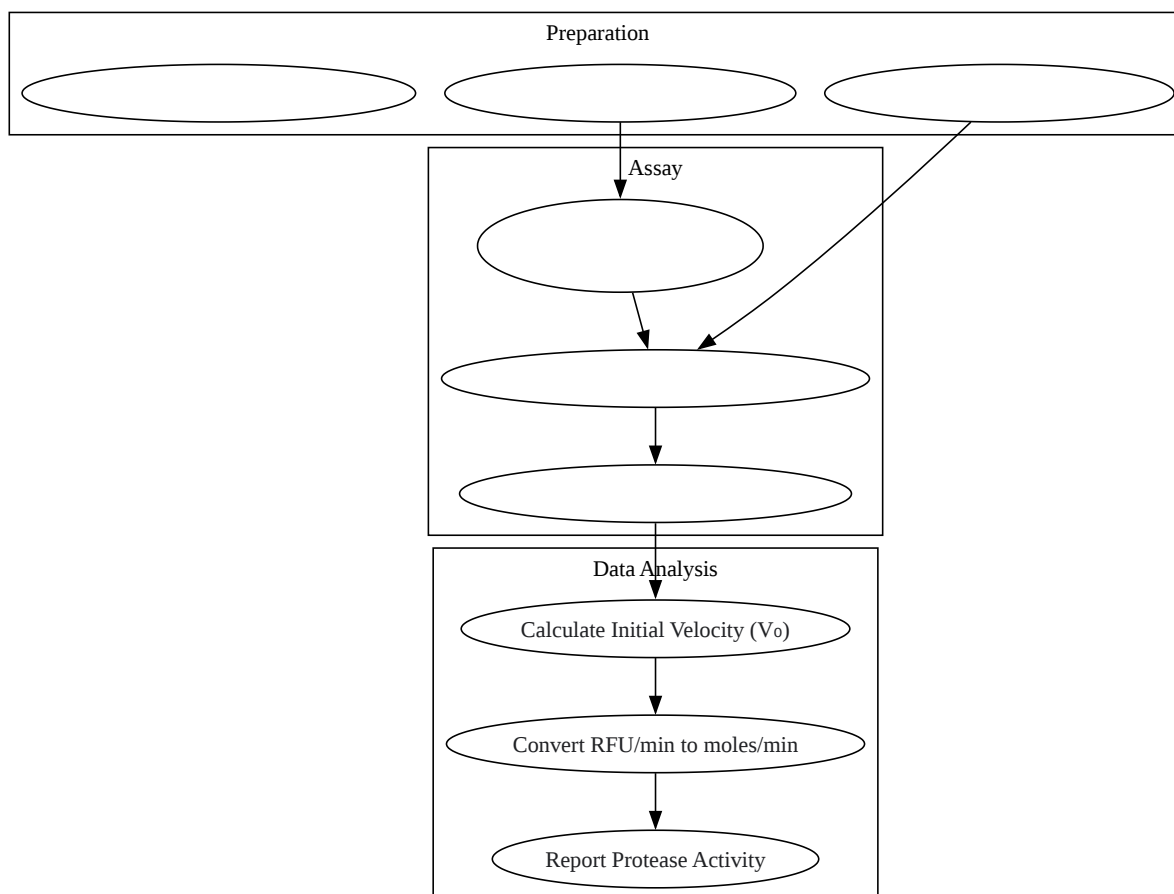 Preparation
Assay
Data Analysis
Calculate Initial Velocity (V₀)
Convert RFU/min to moles/min
Report Protease Activity